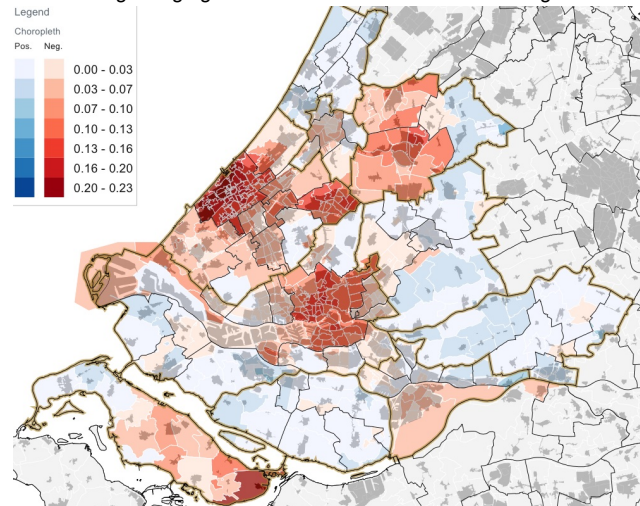 Legend
Choropleth
Pos. Neg.
0.00 - 0.03
0.03 - 0.07
0.07 - 0.10
0.10 - 0.13
0.13 - 0.16
0.16 - 0.20
0.20 - 0.23